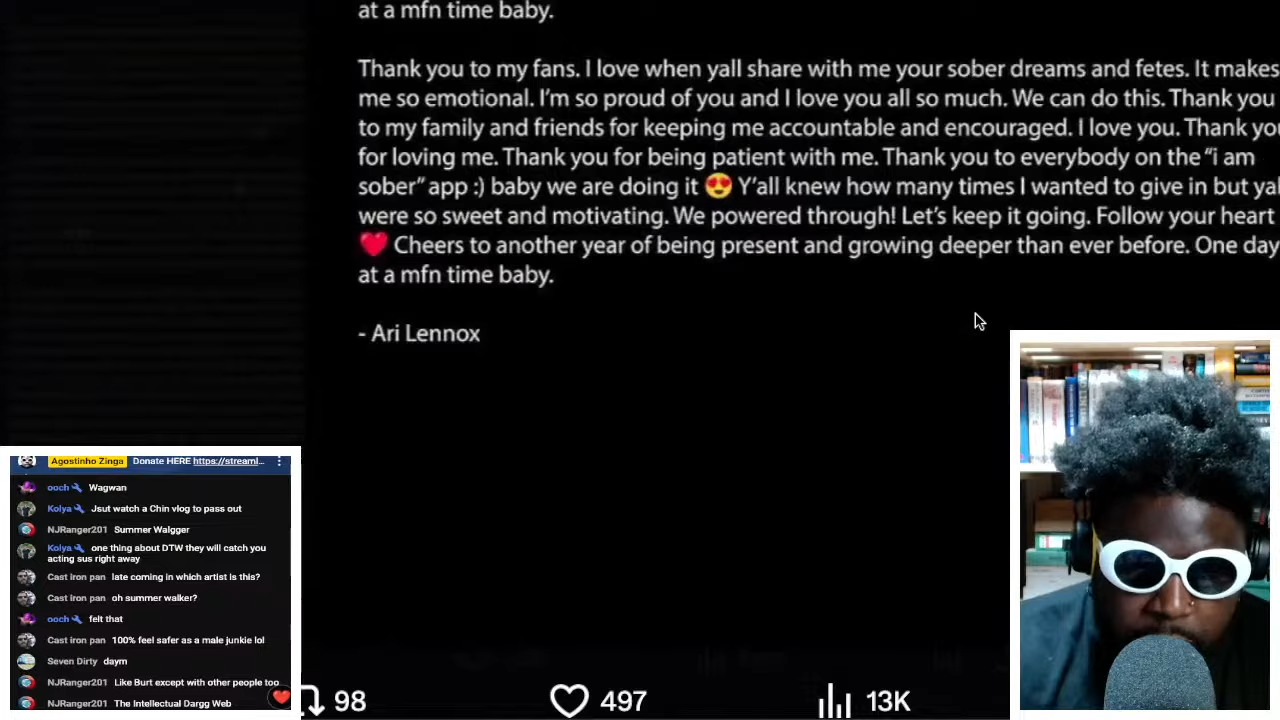 at a mfn time baby.
Thank you to my fans. I love when yall share with me your sober dreams and fetes. It makes
me so emotional. I'm so proud of you and I love you all so much. We can do this. Thank you
to my family and friends for keeping me accountable and encouraged. I love you. Thank you
for loving me. Thank you for being patient with me. Thank you to everybody on the "i am
sober" app :) baby we are doing it 😍 Y'all knew how many times I wanted to give in but yall
were so sweet and motivating. We powered through! Let's keep it going. Follow your heart
❤️ Cheers to another year of being present and growing deeper than ever before. One day
at a mfn time baby.
- Ari Lennox
Agostinho Zinga Donate HERE https://streaml...
ooch Wagwan
Kolya Jsut watch a Chin vlog to pass out
NJRanger201 Summer Walgger
Kolya one thing about DTW they will catch you
acting sus right away
Cast iron pan late coming in which artist is this?
Cast iron pan oh summer walker?
ooch felt that
Cast iron pan 100% feel safer as a male junkie lol
Seven Dirty daym
NJRanger201 Like Burt except with other people too
NJRanger201 The Intellectual Dargg Web
98 497 13K